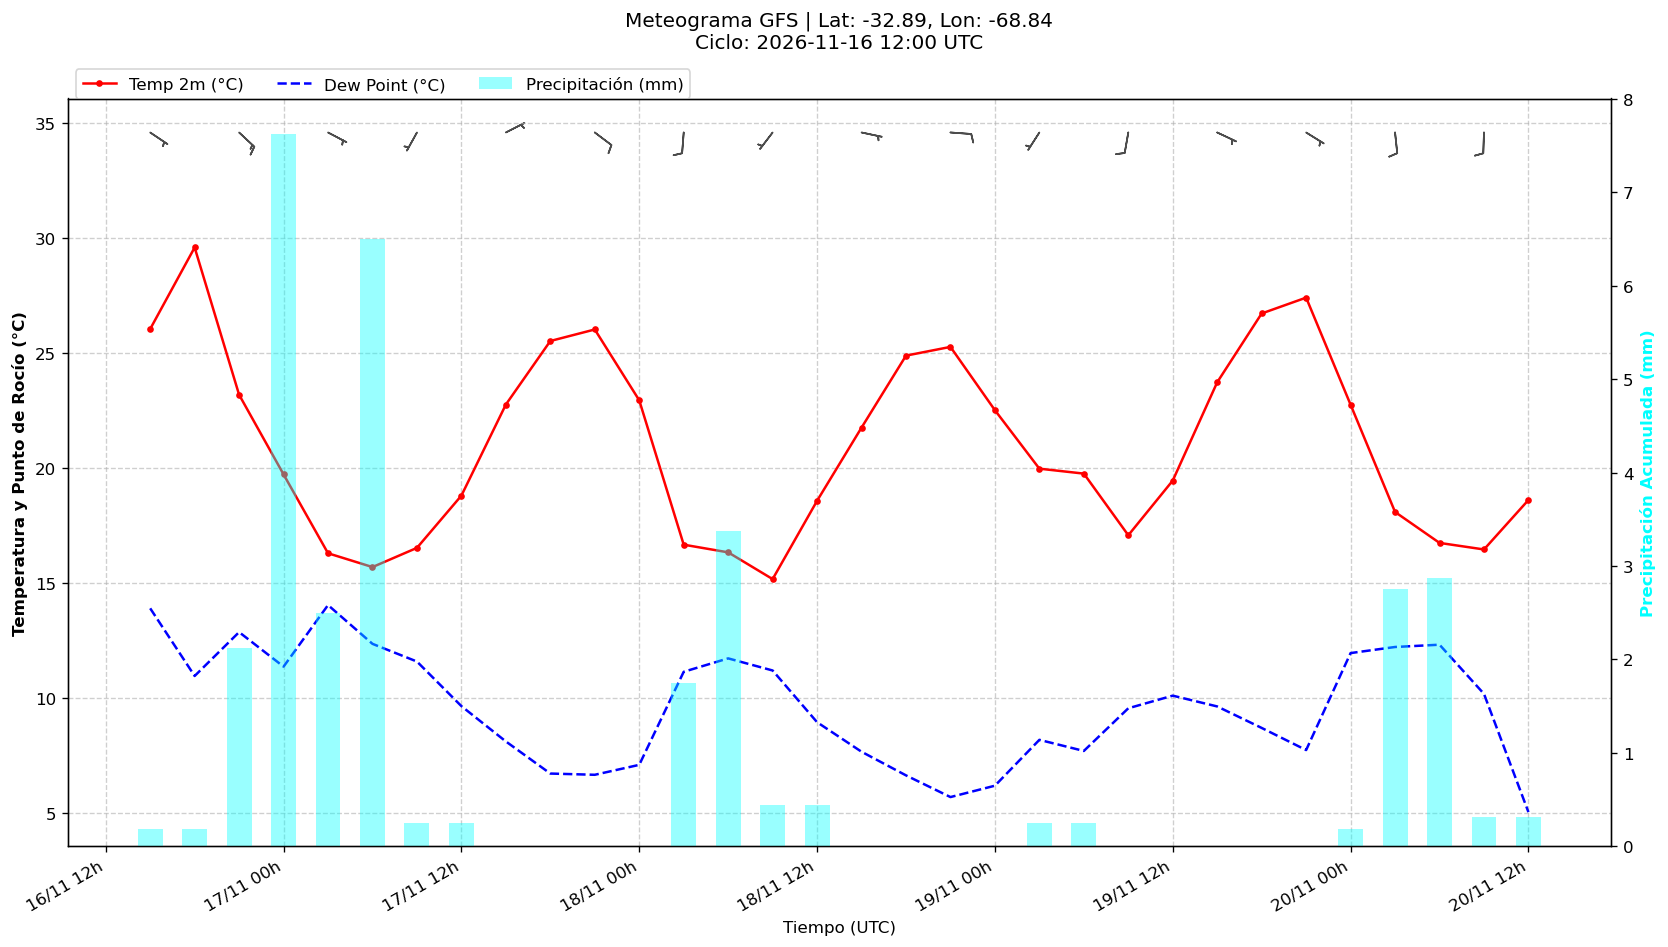 Meteograma GFS | Lat: -32.89, Lon: -68.84
Ciclo: 2026-11-16 12:00 UTC
Temp 2m (°C)
Dew Point (°C)
Precipitación (mm)
Temperatura y Punto de Rocío (°C)
35
30
25
20
15
10
5
8
7
6
5
4
3
2
1
0
Precipitación Acumulada (mm)
16/11 12h
17/11 00h
17/11 12h
18/11 00h
18/11 12h
19/11 00h
19/11 12h
20/11 00h
20/11 12h
Tiempo (UTC)